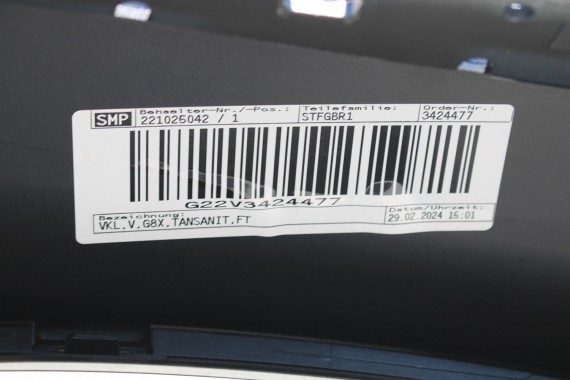 SMP Behaelter-Nr./-Pos.: Teilefamilie: Order-Nr.:
221025042 / 1 STFGBR1 3424477
G22V3424477
Bezeichnung: Datum/Uhrzeit:
VKL.V.G8X.TANSANIT.FT 29.02.2024 15:01